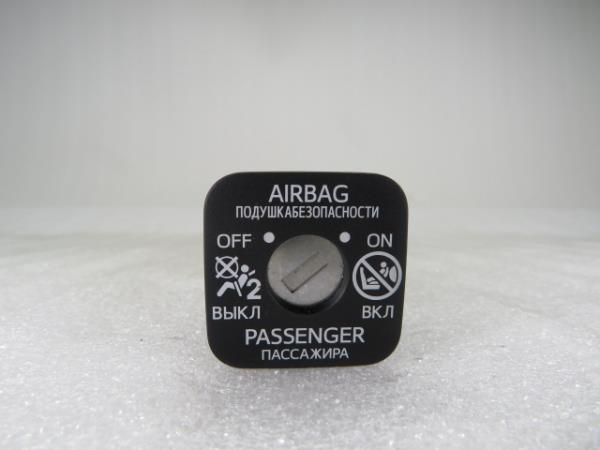 AIRBAG
ПОДУШКАБЕЗОПАСНОСТИ
OFF ON
2
ВЫКЛ ВКЛ
PASSENGER
ПАССАЖИРА